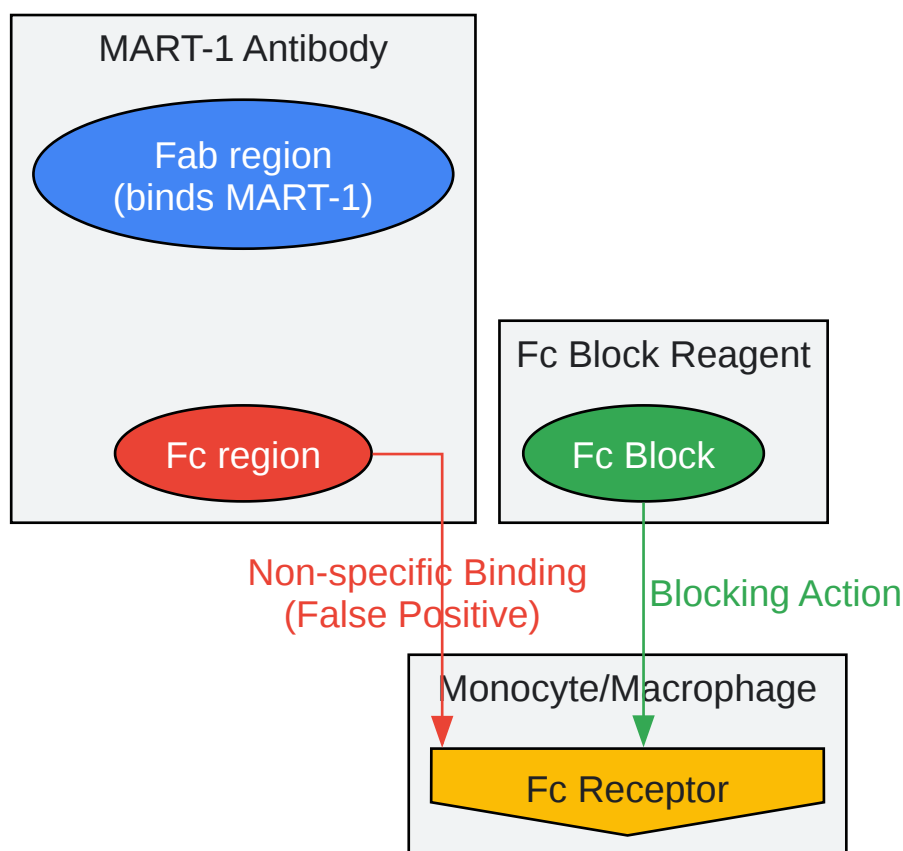 MART-1 Antibody
Fab region
(binds MART-1)
Fc Block Reagent
Fc region
Fc Block
Non-specific Binding
(False Positive)
Blocking Action
Monocyte/Macrophage
Fc Receptor